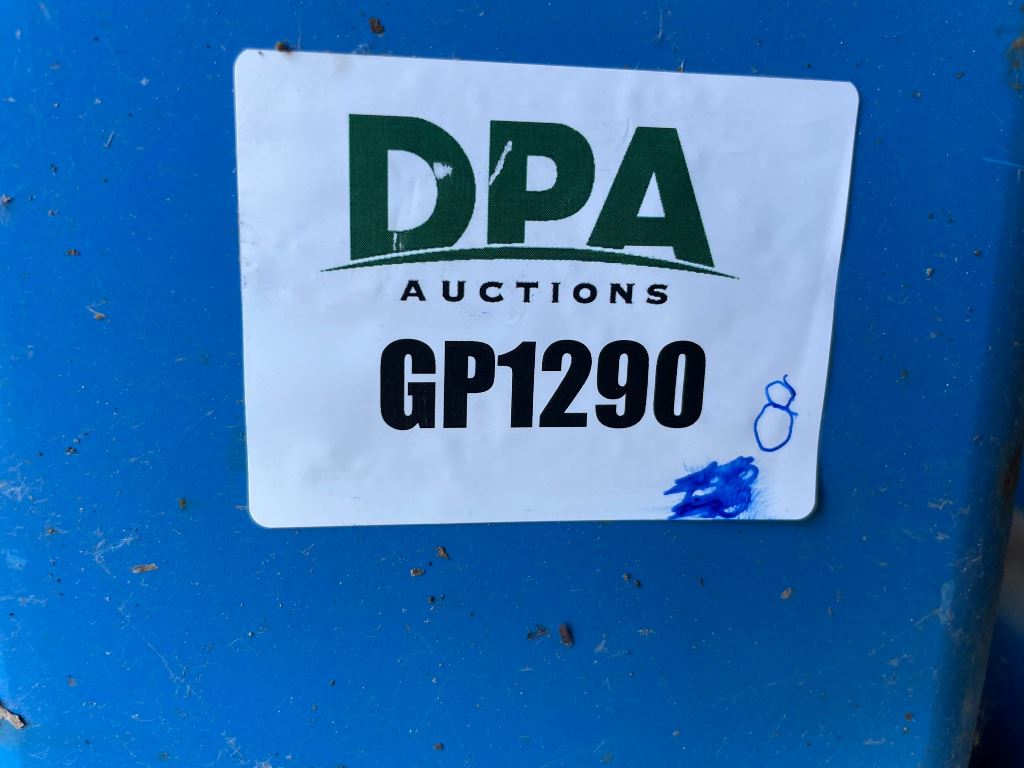 DPA
AUCTIONS
GP1290
8